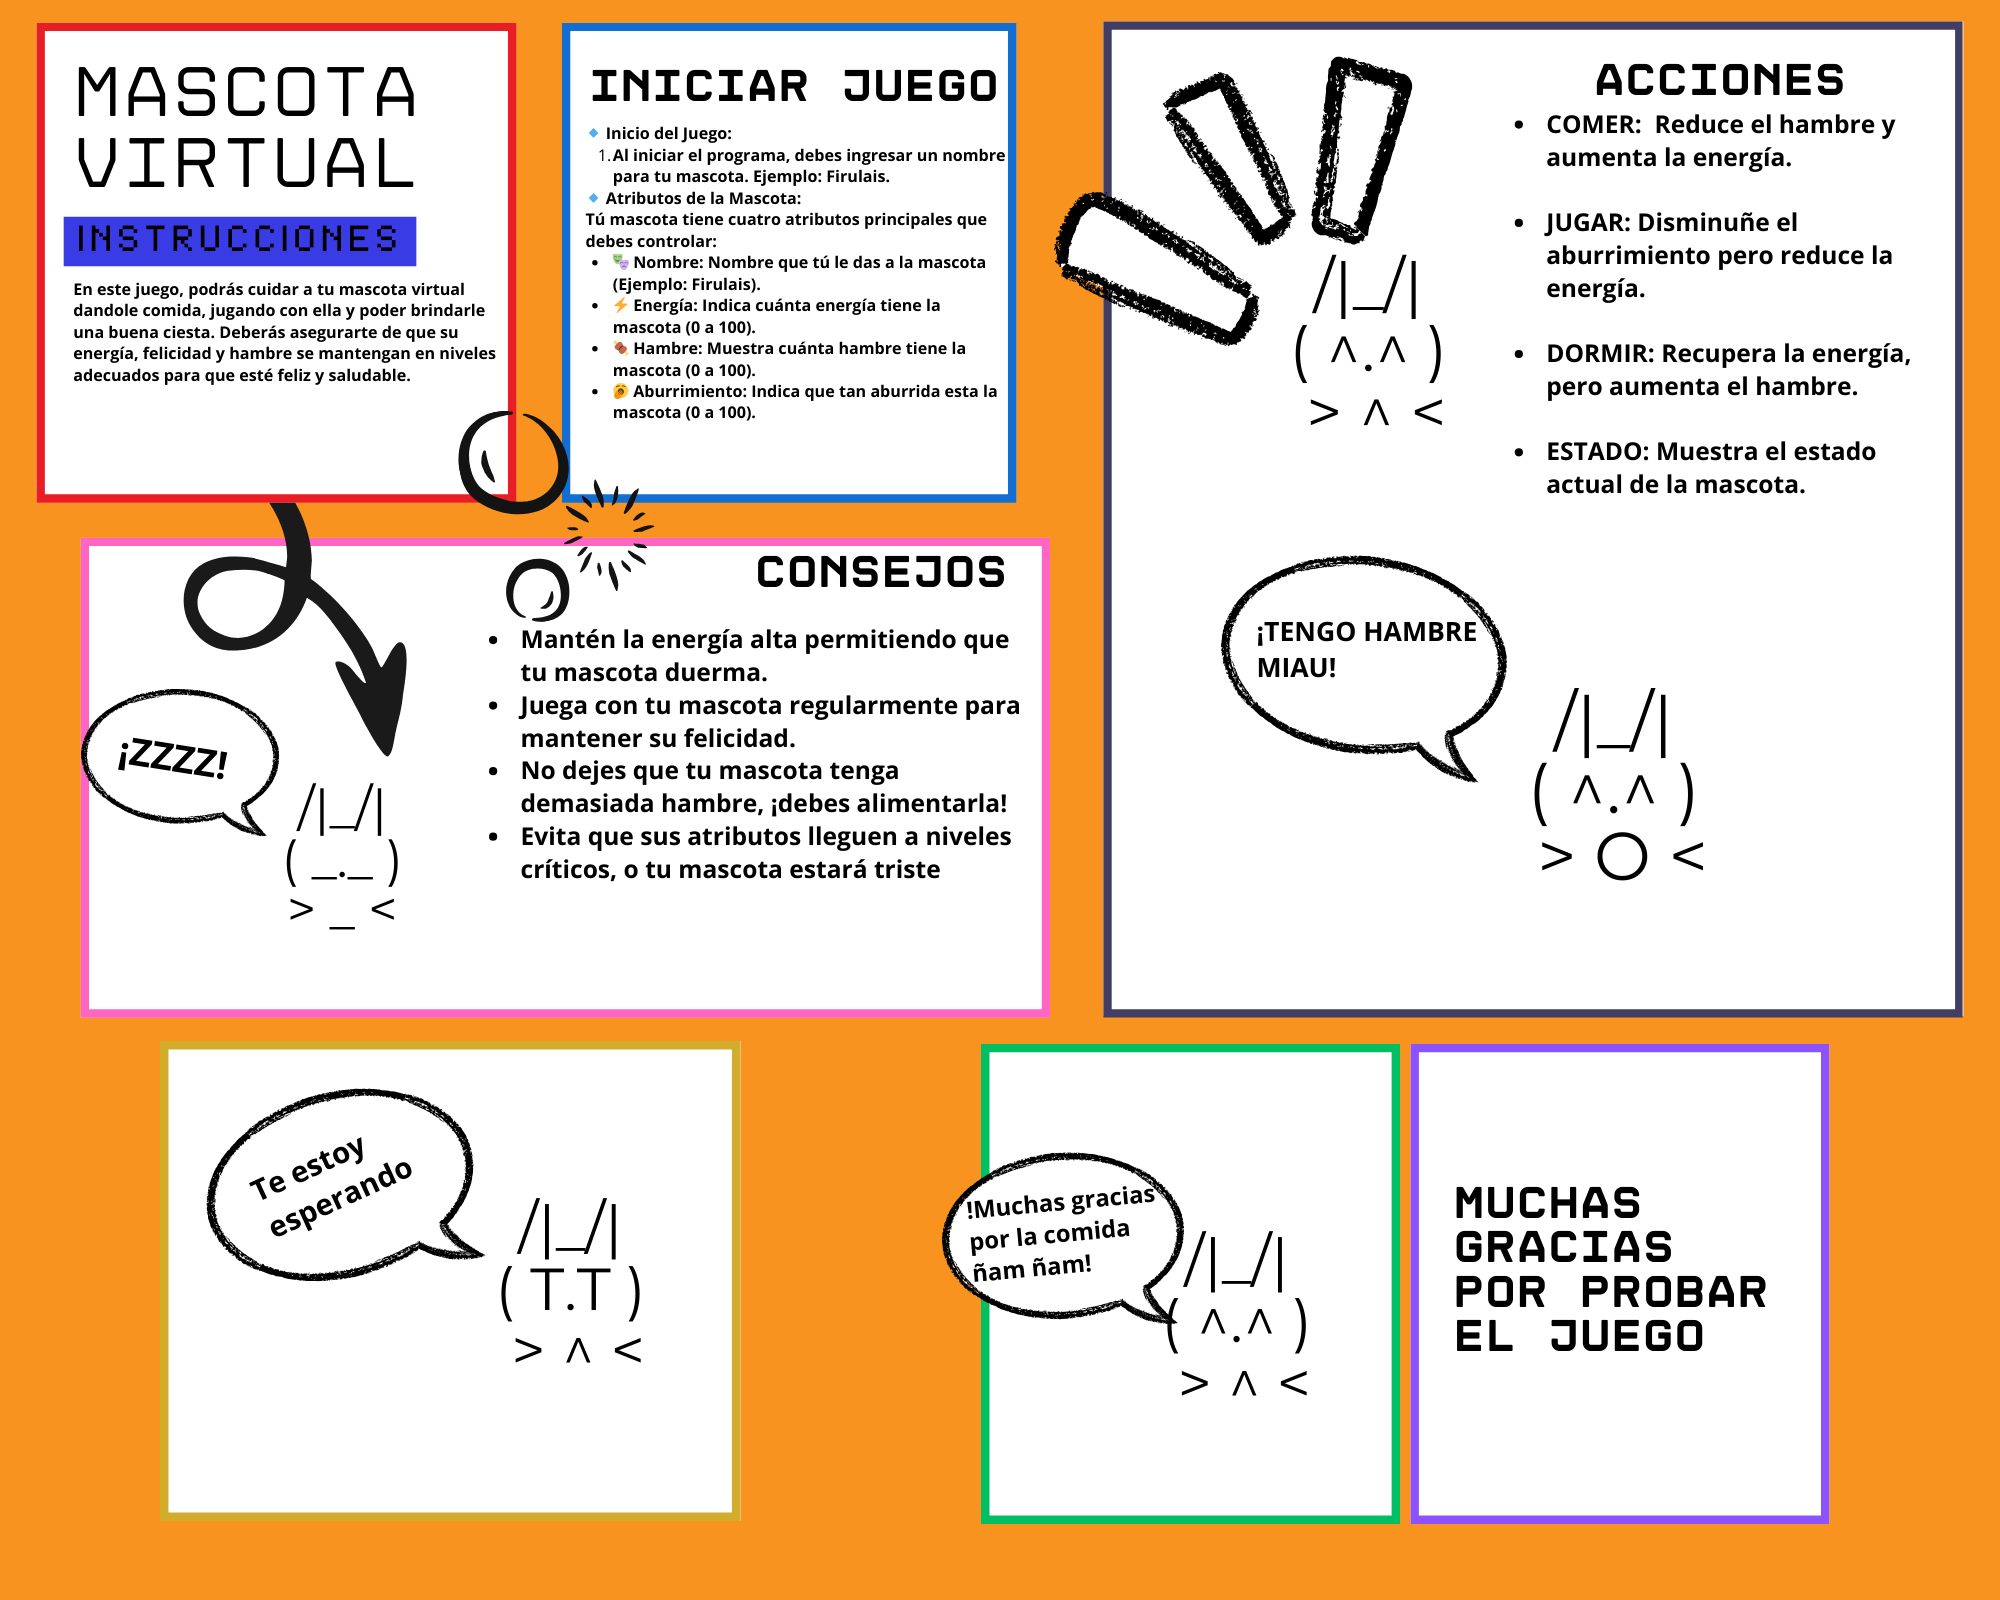 MASCOTA
VIRTUAL
INSTRUCCIONES
En este juego, podrás cuidar a tu mascota virtual
dandole comida, jugando con ella y poder brindarle
una buena ciesta. Deberás asegurarte de que su
energía, felicidad y hambre se mantengan en niveles
adecuados para que esté feliz y saludable.
INICIAR JUEGO
🔹 Inicio del Juego:
1. Al iniciar el programa, debes ingresar un nombre
para tu mascota. Ejemplo: Firulais.
🔹 Atributos de la Mascota:
Tú mascota tiene cuatro atributos principales que
debes controlar:
• 🎭 Nombre: Nombre que tú le das a la mascota
(Ejemplo: Firulais).
• ⚡ Energía: Indica cuánta energía tiene la
mascota (0 a 100).
• 🍖 Hambre: Muestra cuánta hambre tiene la
mascota (0 a 100).
• 🥱 Aburrimiento: Indica que tan aburrida esta la
mascota (0 a 100).
ACCIONES
• COMER: Reduce el hambre y
aumenta la energía.
• JUGAR: Disminuñe el
aburrimiento pero reduce la
energía.
• DORMIR: Recupera la energía,
pero aumenta el hambre.
• ESTADO: Muestra el estado
actual de la mascota.
/|_/|
( ^.^ )
> ^ <
¡TENGO HAMBRE
MIAU!
/|_/|
( ^.^ )
> O <
CONSEJOS
• Mantén la energía alta permitiendo que
tu mascota duerma.
• Juega con tu mascota regularmente para
mantener su felicidad.
• No dejes que tu mascota tenga
demasiada hambre, ¡debes alimentarla!
• Evita que sus atributos lleguen a niveles
críticos, o tu mascota estará triste
¡ZZZZ!
/|_/|
( _._ )
> _ <
Te estoy
esperando
/|_/|
( T.T )
> ^ <
!Muchas gracias
por la comida
ñam ñam!
/|_/|
( ^.^ )
> ^ <
MUCHAS
GRACIAS
POR PROBAR
EL JUEGO